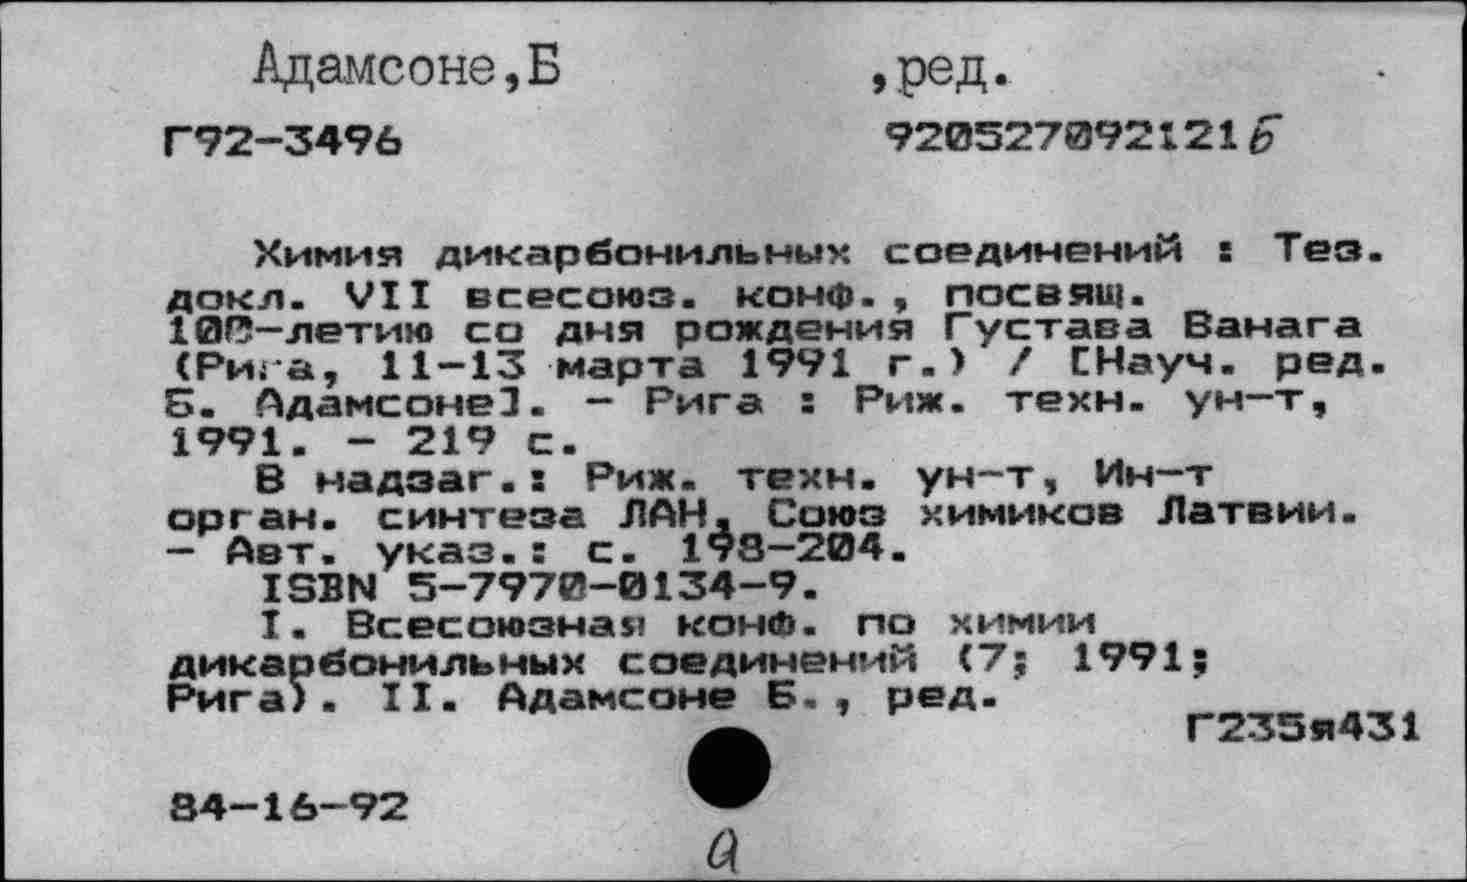 Адамсоне,Б ,ред.
Г92-3496 920527092121б
Химия дикарбонильных соединений : Тез.
докл. VII всесоюз. конф., посвящ.
100-летию со дня рождения Густава Ванага
(Рига, 11-13 марта 1991 г.) / [Науч. ред.
Б. Адамсоне]. - Рига : Риж. техн. ун-т,
1991. - 219 с.
В надзаг.: Риж. техн. ун-т, Ин-т
орган. синтеза ЛАН, Союз химиков Латвии.
- Авт. указ.: с. 198-204.
ISBN 5-7970-0134-9.
I. Всесоюзная конф. по химии
дикарбонильных соединений (7; 1991;
Рига). II. Адамсоне Б., ред.
Г235я431
84-16-92
а